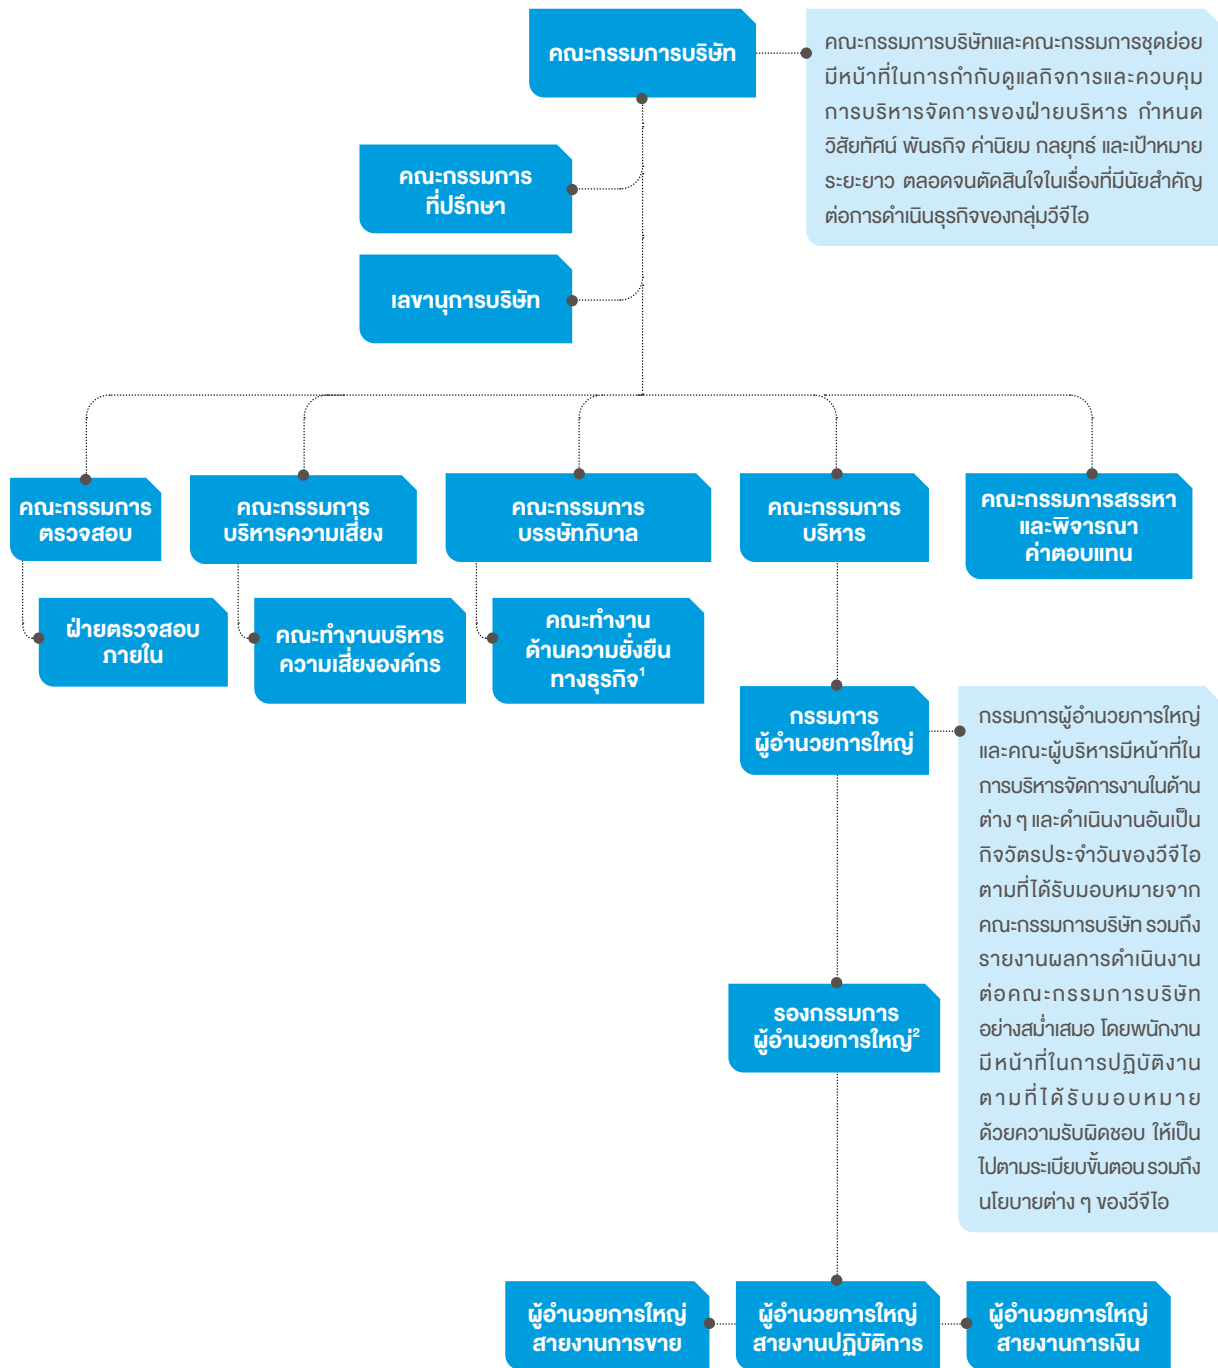 คณะกรรมการบริษัท
คณะกรรมการบริษัทและคณะกรรมการชุดย่อย
มีหน้าที่ในการกำกับดูแลกิจการและควบคุม
การบริหารจัดการของฝ่ายบริหาร กำหนด
วิสัยทัศน์ พันธกิจ ค่านิยม กลยุทธ์ และเป้าหมาย
ระยะยาว ตลอดจนตัดสินใจในเรื่องที่มีนัยสำคัญ
ต่อการดำเนินธุรกิจของกลุ่มวีจีไอ
คณะกรรมการ
ที่ปรึกษา
เลขานุการบริษัท
คณะกรรมการ
ตรวจสอบ
คณะกรรมการ
บริหารความเสี่ยง
คณะกรรมการ
บรรษัทภิบาล
คณะกรรมการ
บริหาร
คณะกรรมการสรรหา
และพิจารณา
ค่าตอบแทน
ฝ่ายตรวจสอบ
ภายใน
คณะทำงานบริหาร
ความเสี่ยงองค์กร
คณะทำงาน
ด้านความยั่งยืน
ทางธุรกิจ¹
กรรมการ
ผู้อำนวยการใหญ่
กรรมการผู้อำนวยการใหญ่
และคณะผู้บริหารมีหน้าที่ใน
การบริหารจัดการงานในด้าน
ต่าง ๆ และดำเนินงานอันเป็น
กิจวัตรประจำวันของวีจีไอ
ตามที่ได้รับมอบหมายจาก
คณะกรรมการบริษัท รวมถึง
รายงานผลการดำเนินงาน
ต่อคณะกรรมการบริษัท
อย่างสม่ำเสมอ โดยพนักงาน
มีหน้าที่ในการปฏิบัติงาน
ตามที่ได้รับมอบหมาย
ด้วยความรับผิดชอบ ให้เป็น
ไปตามระเบียบขั้นตอน รวมถึง
นโยบายต่าง ๆ ของวีจีไอ
รองกรรมการ
ผู้อำนวยการใหญ่²
ผู้อำนวยการใหญ่
สายงานการขาย
ผู้อำนวยการใหญ่
สายงานปฏิบัติการ
ผู้อำนวยการใหญ่
สายงานการเงิน